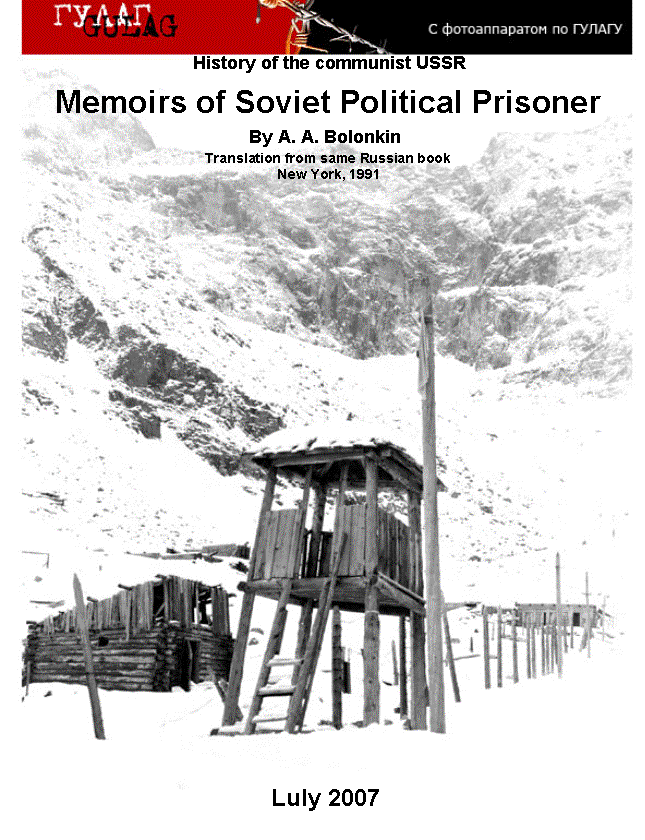 ГУЛАГ
GULAG
С фотоаппаратом по ГУЛАГУ
History of the communist USSR
Memoirs of Soviet Political Prisoner
By A. A. Bolonkin
Translation from same Russian book
New York, 1991
Luly 2007